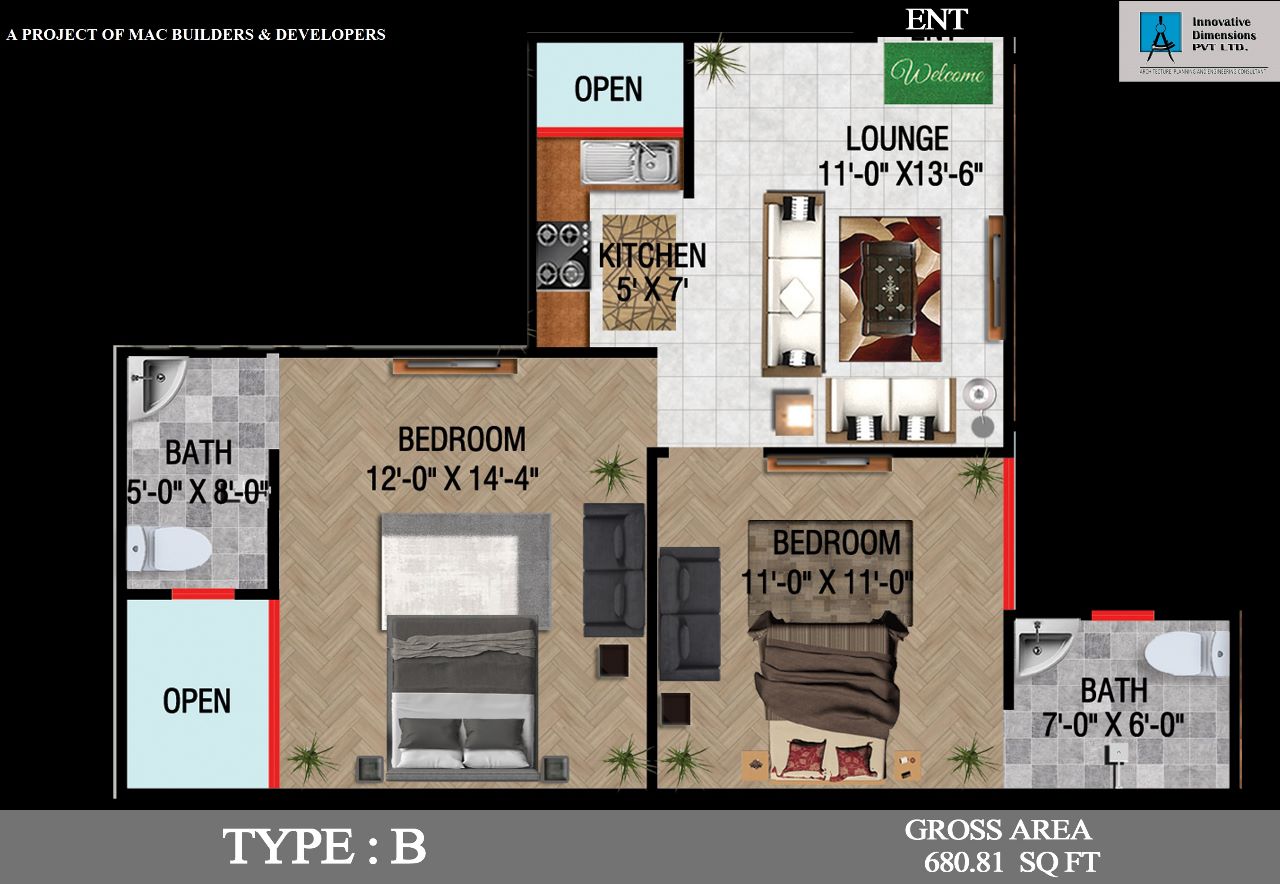 A PROJECT OF MAC BUILDERS & DEVELOPERS
ENT
Innovative
Dimensions
PVT LTD.
ARCHITECTURE, PLANNING AND ENGINEERING CONSULTANT
OPEN
Welcome
LOUNGE
11'-0" X13'-6"
KITCHEN
5' X 7'
BATH
5'-0" X 8'-0"
BEDROOM
12'-0" X 14'-4"
BEDROOM
11'-0" X 11'-0"
OPEN
BATH
7'-0" X 6'-0"
TYPE : B
GROSS AREA
680.81 SQ FT